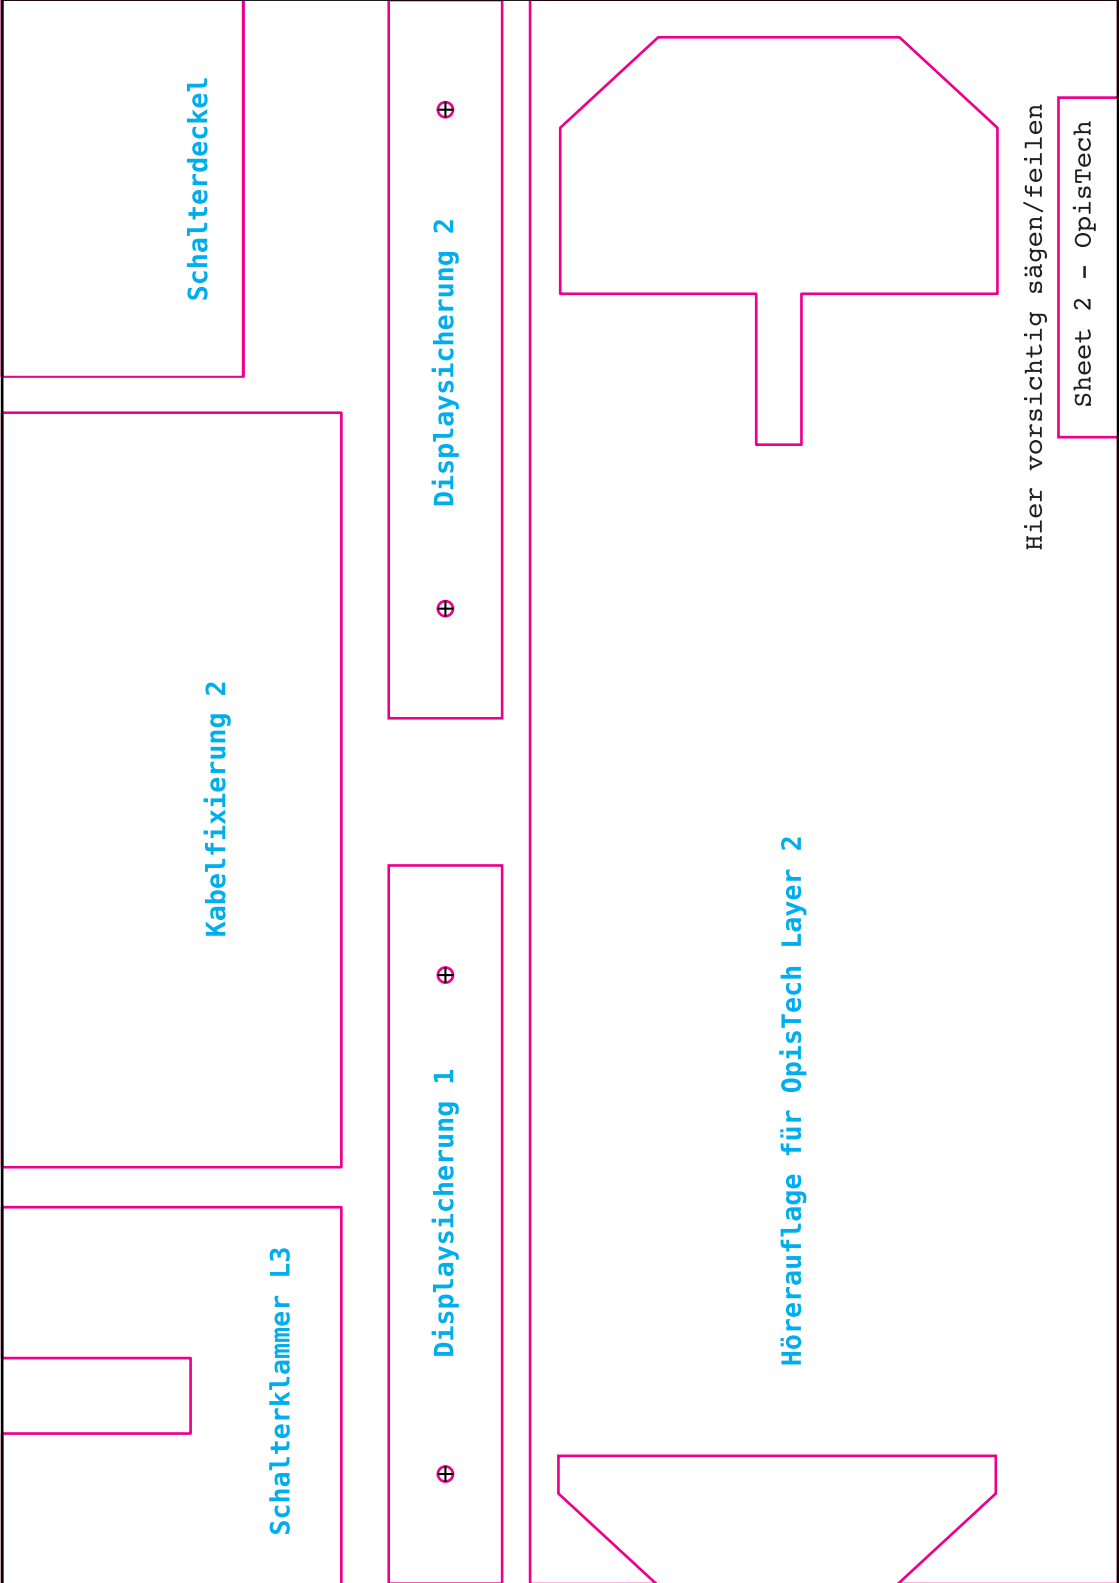 Schalterdeckel
Kabelfixierung 2
Schalterklammer L3
Displaysicherung 2
Displaysicherung 1
Hörerauflage für OpisTech Layer 2
Hier vorsichtig sägen/feilen
Sheet 2 – OpisTech